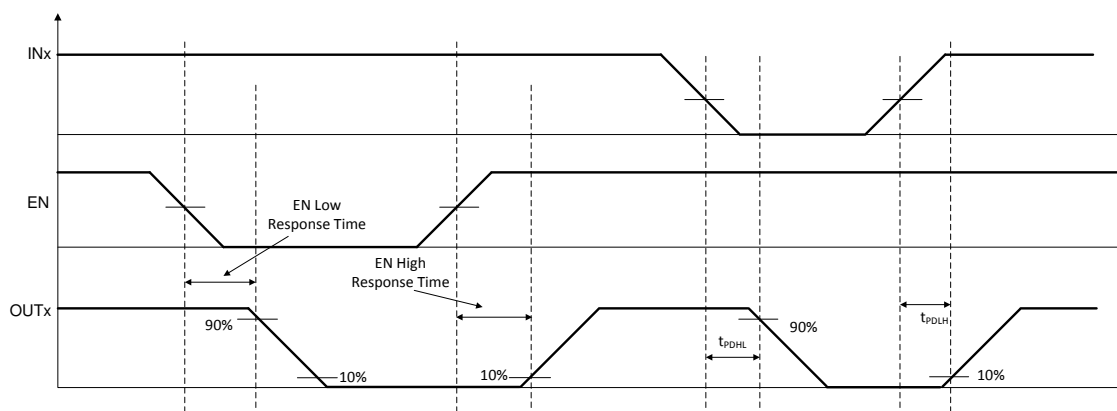 INx
EN
EN Low
Response Time
EN High
Response Time
OUTx
90%
10%
10%
tPDHL
90%
tPDLH
10%